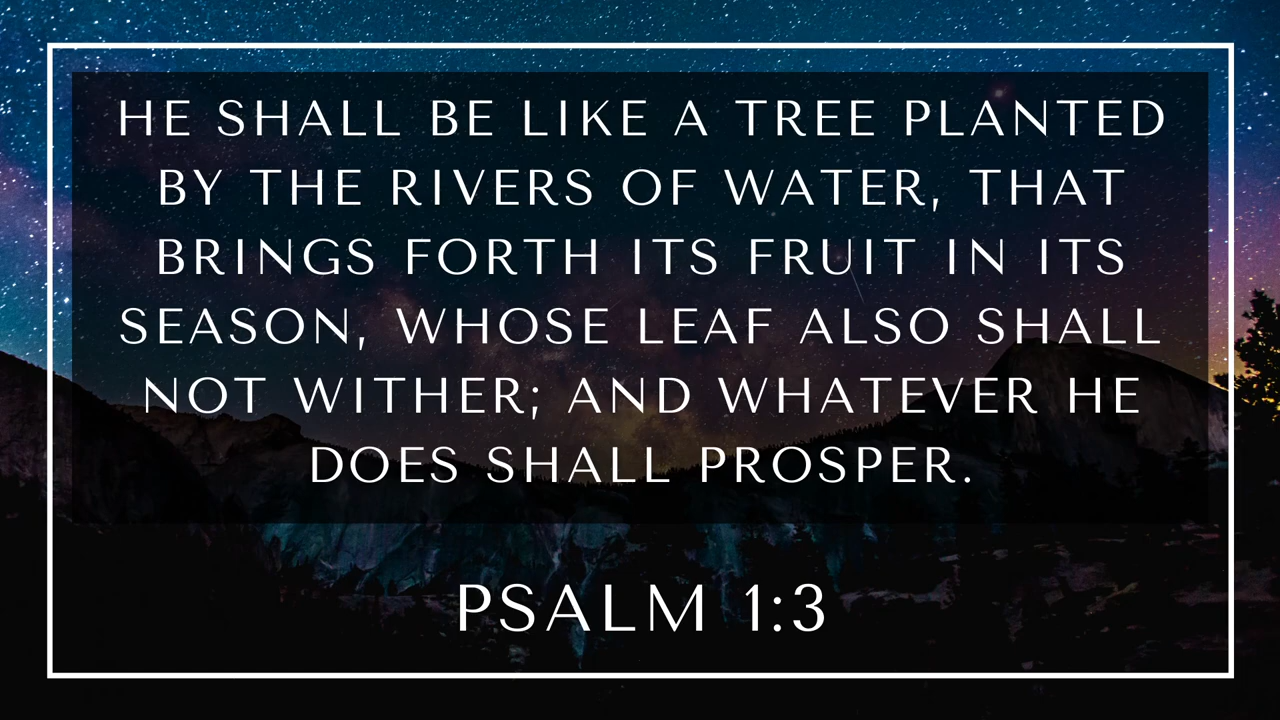 HE SHALL BE LIKE A TREE PLANTED
BY THE RIVERS OF WATER, THAT
BRINGS FORTH ITS FRUIT IN ITS
SEASON, WHOSE LEAF ALSO SHALL
NOT WITHER; AND WHATEVER HE
DOES SHALL PROSPER.
PSALM 1:3